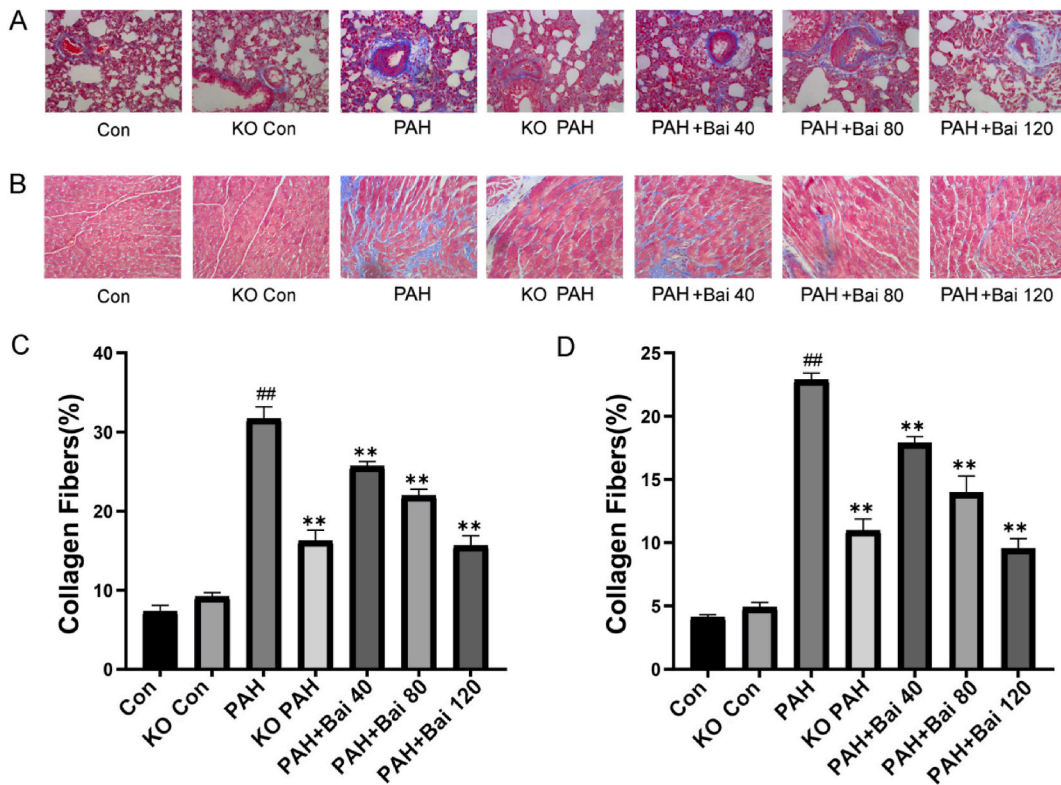 A
Con
KO Con
PAH
KO PAH
PAH +Bai 40
PAH +Bai 80
PAH +Bai 120
B
Con
KO Con
PAH
KO PAH
PAH +Bai 40
PAH +Bai 80
PAH +Bai 120
C
Collagen Fibers(%)
40
30
20
10
0
##
**
**
**
**
Con
KO Con
PAH
KO PAH
PAH+Bai 40
PAH+Bai 80
PAH+Bai 120
D
Collagen Fibers(%)
25
20
15
10
5
0
##
**
**
**
**
Con
KO Con
PAH
KO PAH
PAH+Bai 40
PAH+Bai 80
PAH+Bai 120